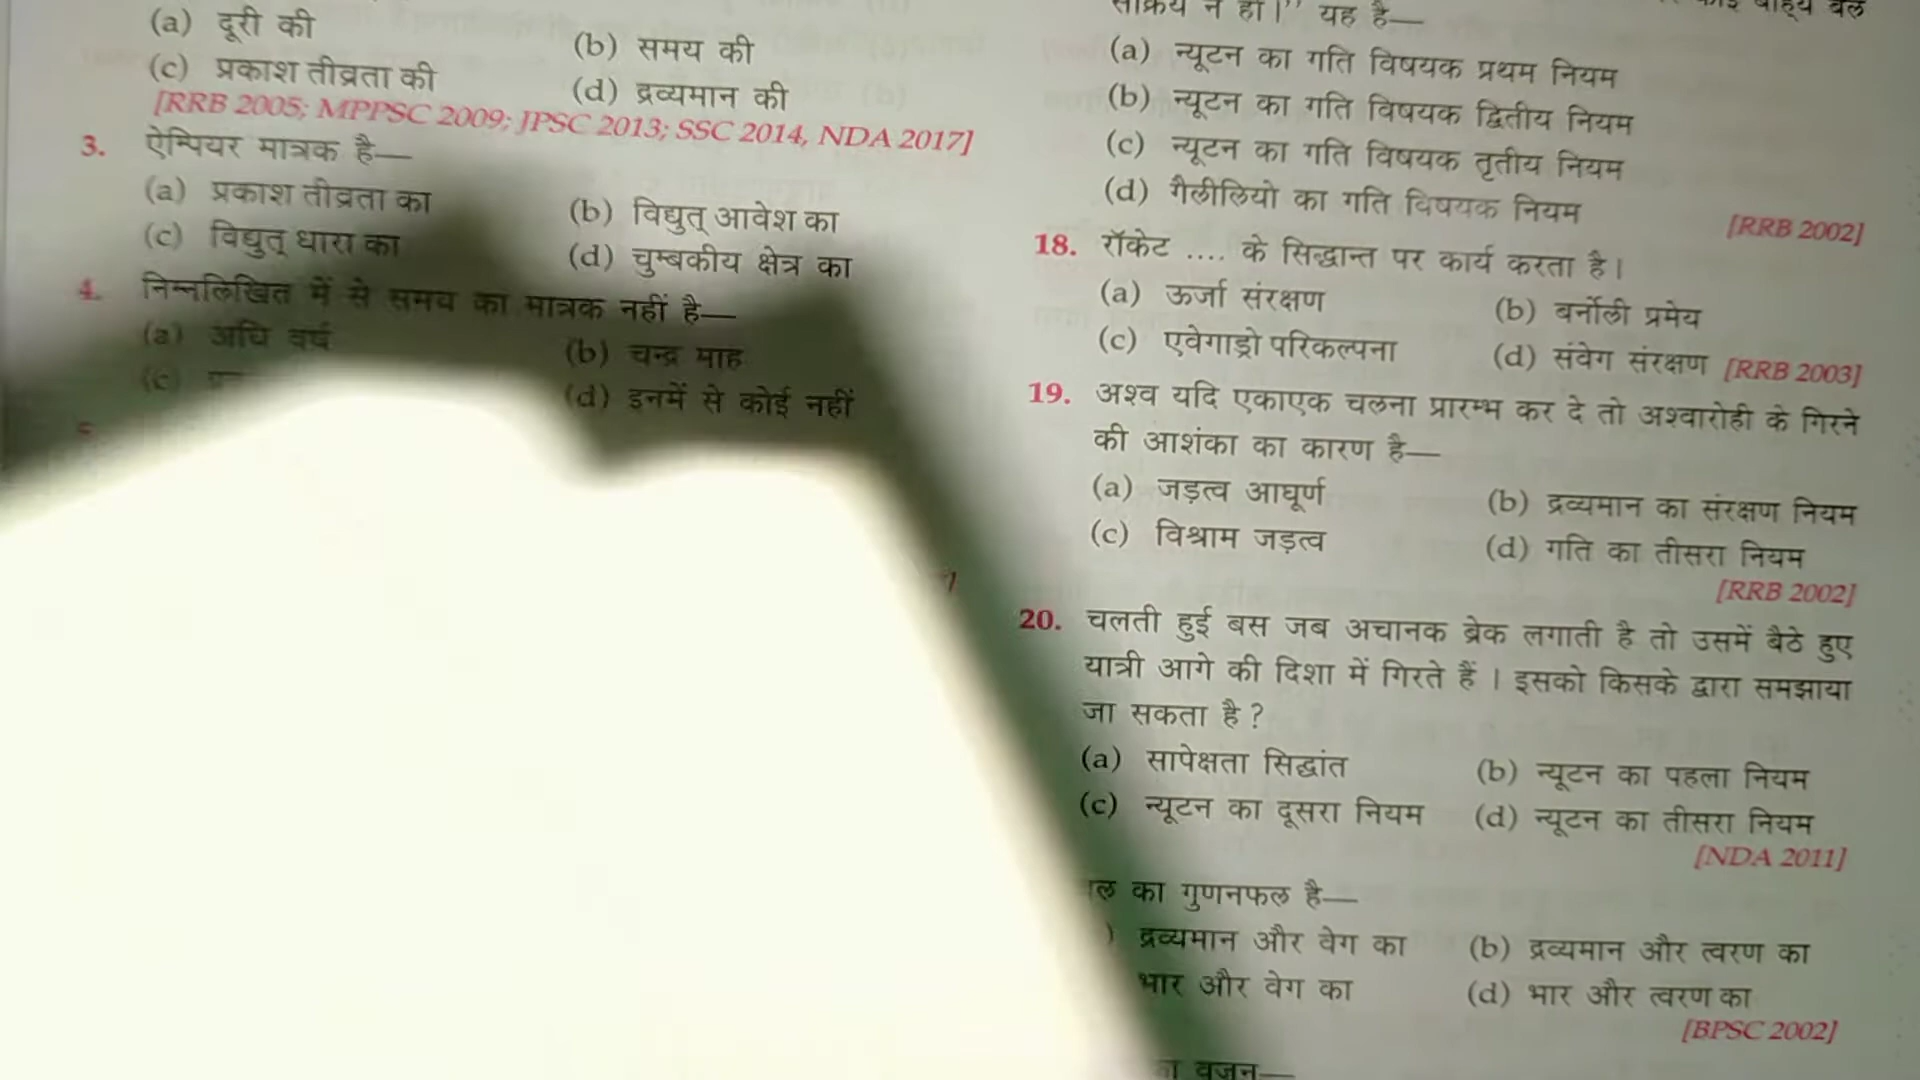 (a) दूरी की
(b) समय की
(c) प्रकाश तीव्रता की
(d) द्रव्यमान की
[RRB 2005; MPPSC 2009; JPSC 2013; SSC 2014, NDA 2017]
3. ऐम्पियर मात्रक है—
(a) प्रकाश तीव्रता का
(b) विद्युत् आवेश का
(c) विद्युत् धारा का
(d) चुम्बकीय क्षेत्र का
4. निम्नलिखित में से समय का मात्रक नहीं है—
(a) अधि वर्ष
(b) चन्द्र माह
(c)
(d) इनमें से कोई नहीं
सक्रिय न हो।" यह है—
(a) न्यूटन का गति विषयक प्रथम नियम
(b) न्यूटन का गति विषयक द्वितीय नियम
(c) न्यूटन का गति विषयक तृतीय नियम
(d) गैलीलियो का गति विषयक नियम
[RRB 2002]
18. रॉकेट .... के सिद्धान्त पर कार्य करता है।
(a) ऊर्जा संरक्षण
(b) बर्नोली प्रमेय
(c) एवेगाड्रो परिकल्पना
(d) संवेग संरक्षण [RRB 2003]
19. अश्व यदि एकाएक चलना प्रारम्भ कर दे तो अश्वारोही के गिरने
की आशंका का कारण है—
(a) जड़त्व आघूर्ण
(b) द्रव्यमान का संरक्षण नियम
(c) विश्राम जड़त्व
(d) गति का तीसरा नियम
[RRB 2002]
20. चलती हुई बस जब अचानक ब्रेक लगाती है तो उसमें बैठे हुए
यात्री आगे की दिशा में गिरते हैं। इसको किसके द्वारा समझाया
जा सकता है?
(a) सापेक्षता सिद्धांत
(b) न्यूटन का पहला नियम
(c) न्यूटन का दूसरा नियम
(d) न्यूटन का तीसरा नियम
[NDA 2011]
का गुणनफल है—
) द्रव्यमान और वेग का
(b) द्रव्यमान और त्वरण का
भार और वेग का
(d) भार और त्वरण का
[BPSC 2002]
वजन—